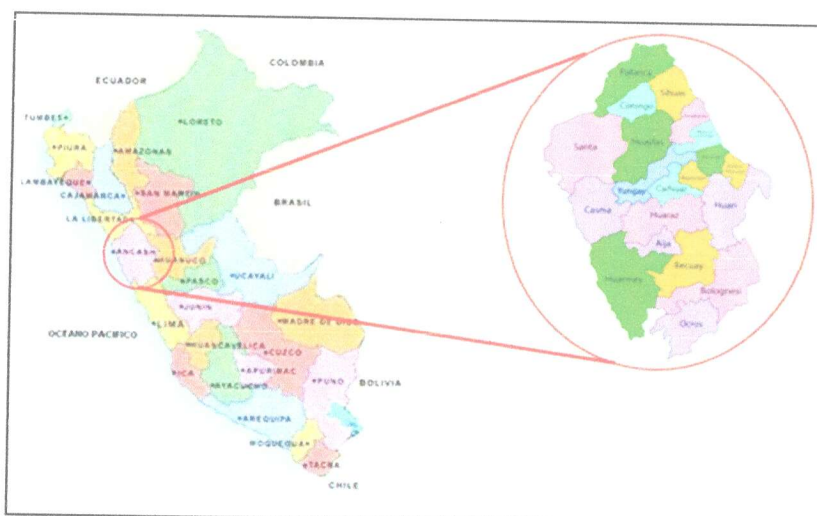 COLOMBIA
ECUADOR
TUMBES
LORETO
PIURA
AMAZONAS
LAMBAYEQUE
CAJAMARCA
SAN MARTIN
BRASIL
LA LIBERTAD
ANCASH
HUANUCO
UCAYALI
PASCO
JUNIN
LIMA
MADRE DE DIOS
OCEANO PACIFICO
HUANCAVELICA
CUZCO
ICA
APURIMAC
PUNO
BOLIVIA
AYACUCHO
AREQUIPA
MOQUEGUA
TACNA
CHILE
Pallasca
Sihuas
Corongo
Santa
Huaylas
Yungay
Carhuaz
Casma
Huaraz
Huari
Aija
Recuay
Huarmey
Bolognesi
Ocros